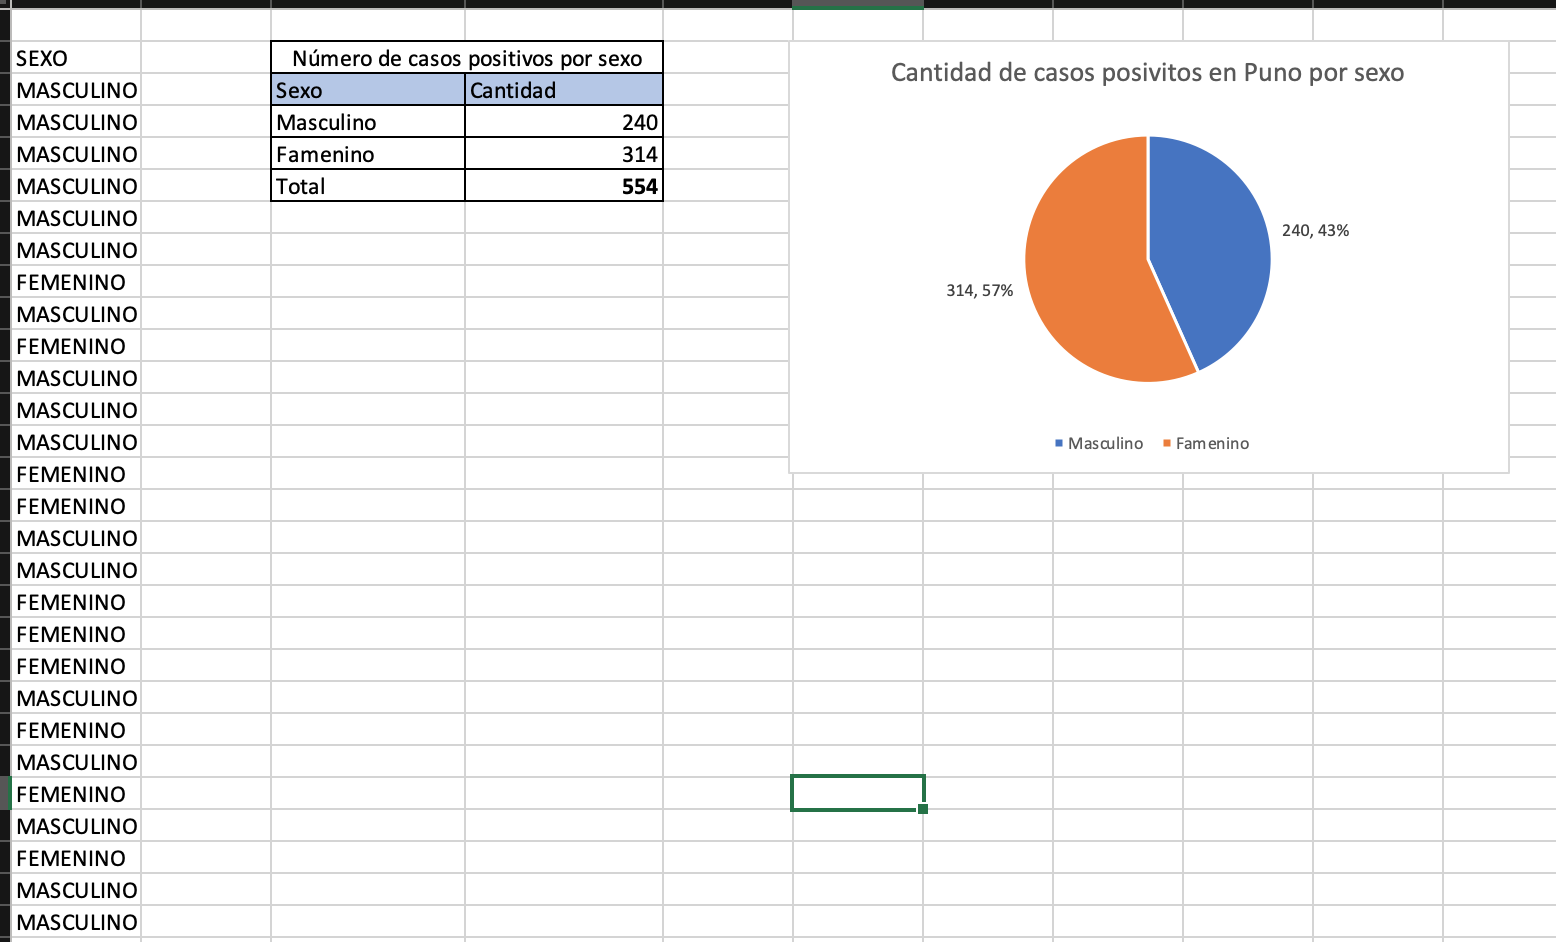 SEXO
MASCULINO
MASCULINO
MASCULINO
MASCULINO
MASCULINO
MASCULINO
FEMENINO
MASCULINO
FEMENINO
MASCULINO
MASCULINO
MASCULINO
FEMENINO
FEMENINO
MASCULINO
MASCULINO
FEMENINO
FEMENINO
FEMENINO
MASCULINO
FEMENINO
MASCULINO
FEMENINO
MASCULINO
FEMENINO
MASCULINO
MASCULINO
Número de casos positivos por sexo
Sexo Cantidad
Masculino 240
Famenino 314
Total 554
Cantidad de casos posivitos en Puno por sexo
240, 43%
314, 57%
Masculino Famenino